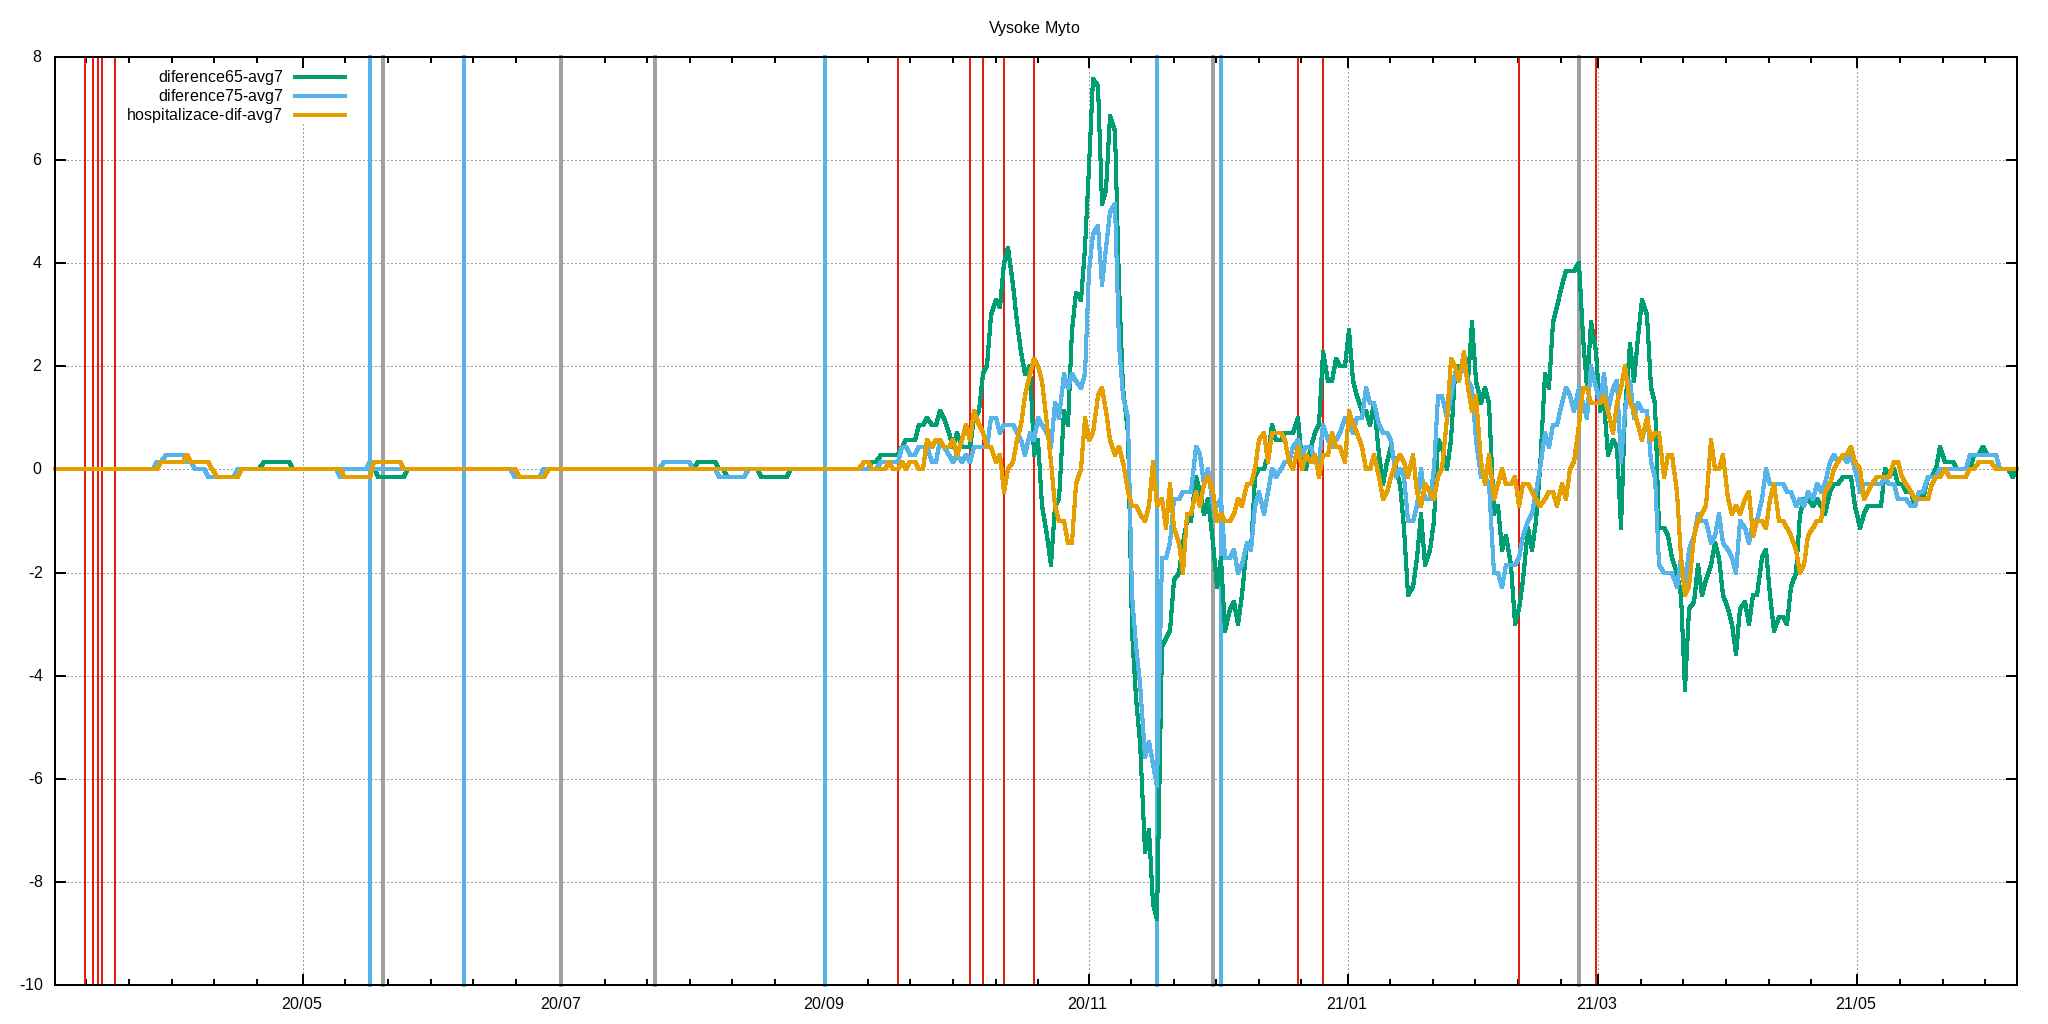 Vysoke Myto
diference65-avg7
diference75-avg7
hospitalizace-dif-avg7
8
6
4
2
0
-2
-4
-6
-8
-10
20/05 20/07 20/09 20/11 21/01 21/03 21/05